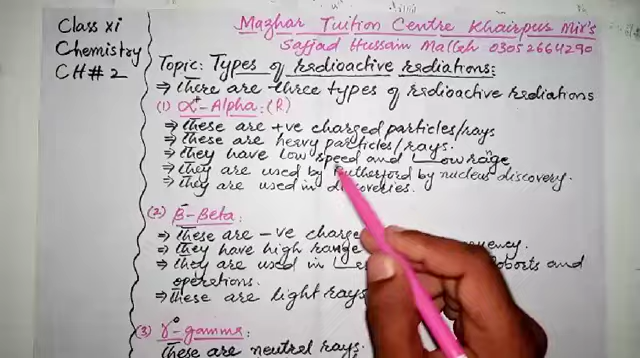 Class xi
Chemistry
CH#2
Mazhar Tuition Centre Khairpur Mir's
Sajjad Hussain Mallah 03052664290
Topic: Types of radioactive radiations:
⇒ There are three types of radioactive radiations
(1) α⁺-Alpha: (R)
⇒ These are +ve charged particles/rays
⇒ These are heavy particles/rays.
⇒ They have Low speed and Low rage
⇒ They are used by Rutherford by nucleus discovery.
⇒ They are used in discoveries.
(2) β⁻-Beta:
⇒ These are -ve charge
⇒ They have high range
⇒ They are used in and
operations.
⇒ These are light rays
(3) γ°-gamma:
These are neutral rays.